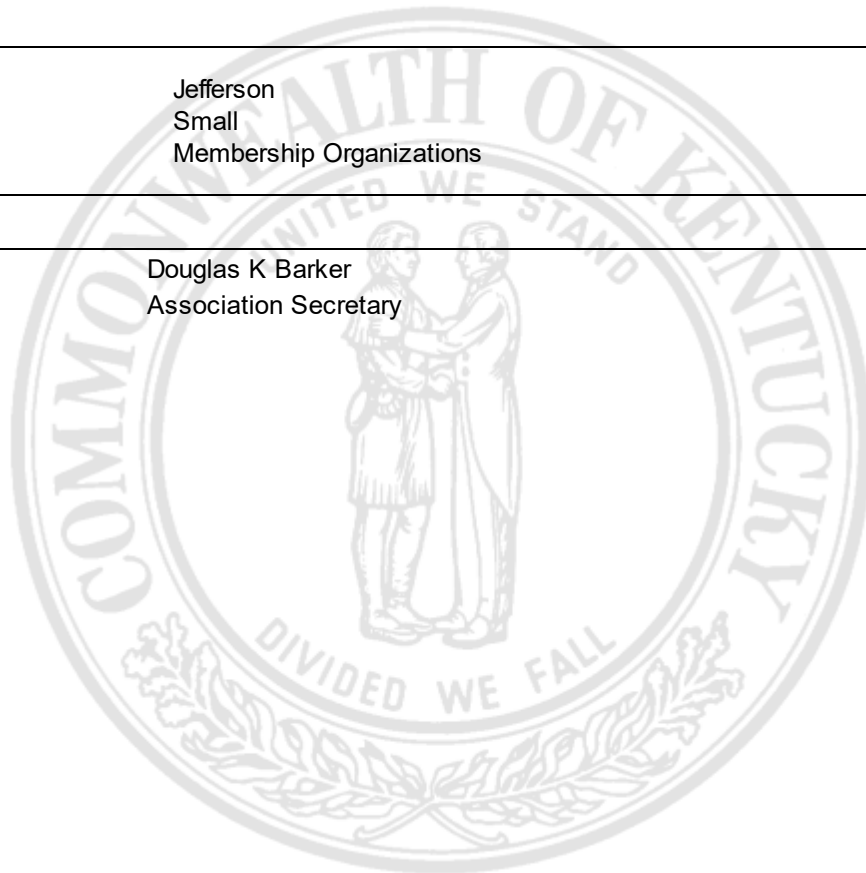 Jefferson
Small
Membership Organizations
Douglas K Barker
Association Secretary
COMMONWEALTH OF KENTUCKY
UNITED WE STAND
DIVIDED WE FALL